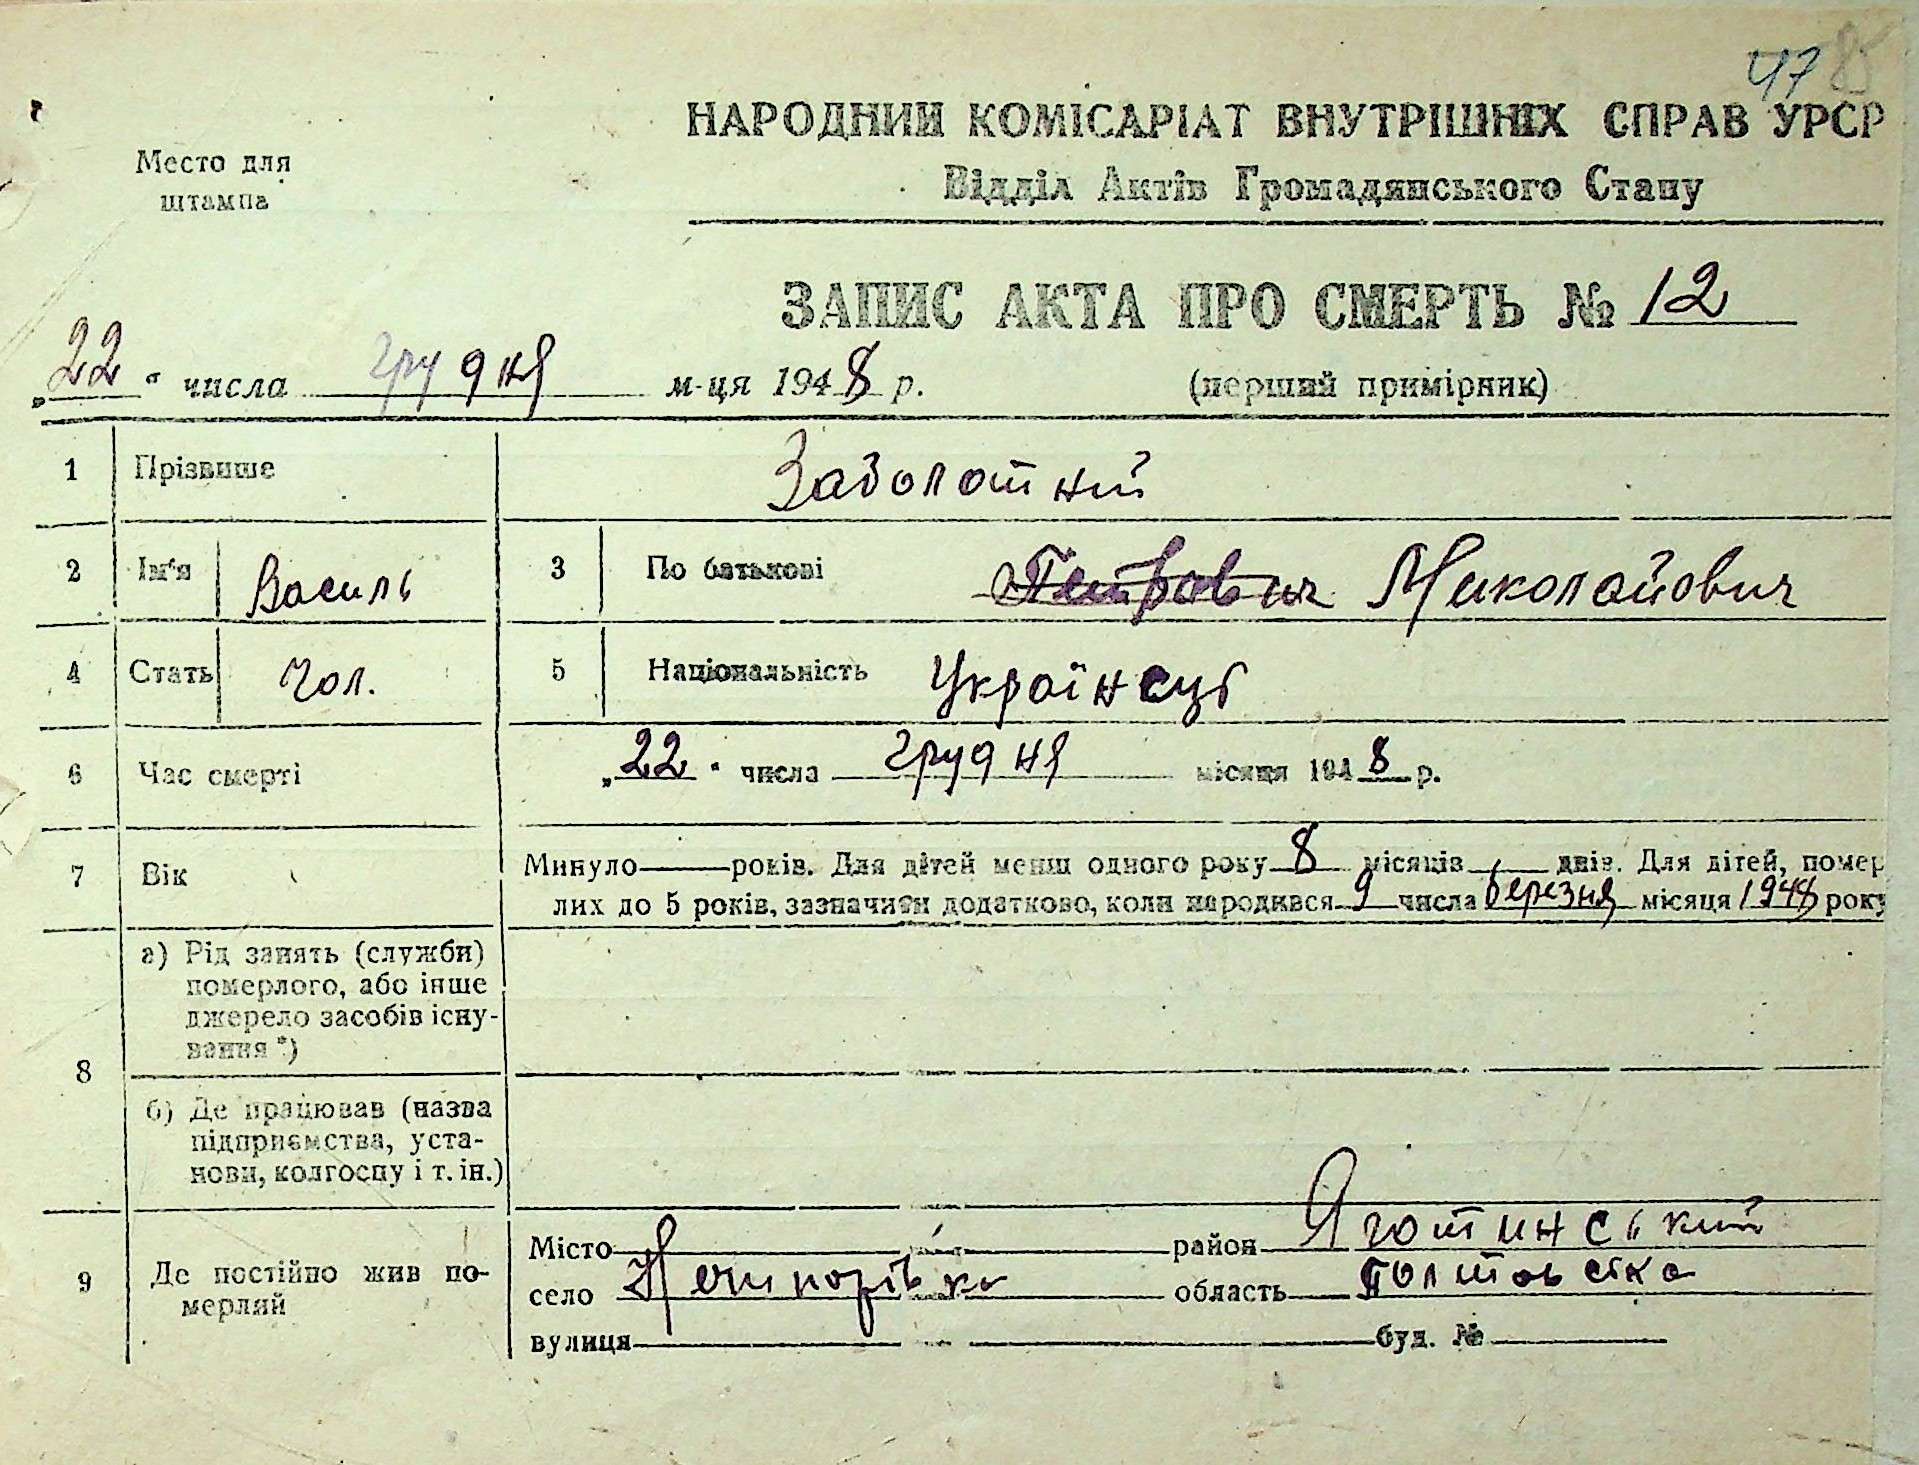 47 85
НАРОДНИЙ КОМІСАРІАТ ВНУТРІШНІХ СПРАВ УРСР
Место для
штампа
Відділ Актів Громадянського Стану
ЗАПИС АКТА ПРО СМЕРТЬ № 12
„22“ числа грудня м-ця 1948 р. (перший примірник)
1 Прізвише Заболотний
2 Ім'я Василь 3 По батькові Петрович Миколайович
4 Стать Чол. 5 Національність Українець
6 Час смерті „22“ числа грудня місяця 1948 р.
7 Вік Минуло — років. Для дітей менш одного року 8 місяців — днів. Для дітей, помер
лих до 5 років, зазначити додатково, коли народився 9 числа березня місяця 1948 року
8
а) Рід занять (служби)
померлого, або інше
джерело засобів існу-
вання *)
б) Де працював (назва
підприємства, уста-
нови, колгоспу і т. ін.)
9 Де постійно жив по-
мерлий
Місто район Яготинський
село Нечипорівка область Полтавська
вулиця буд. №